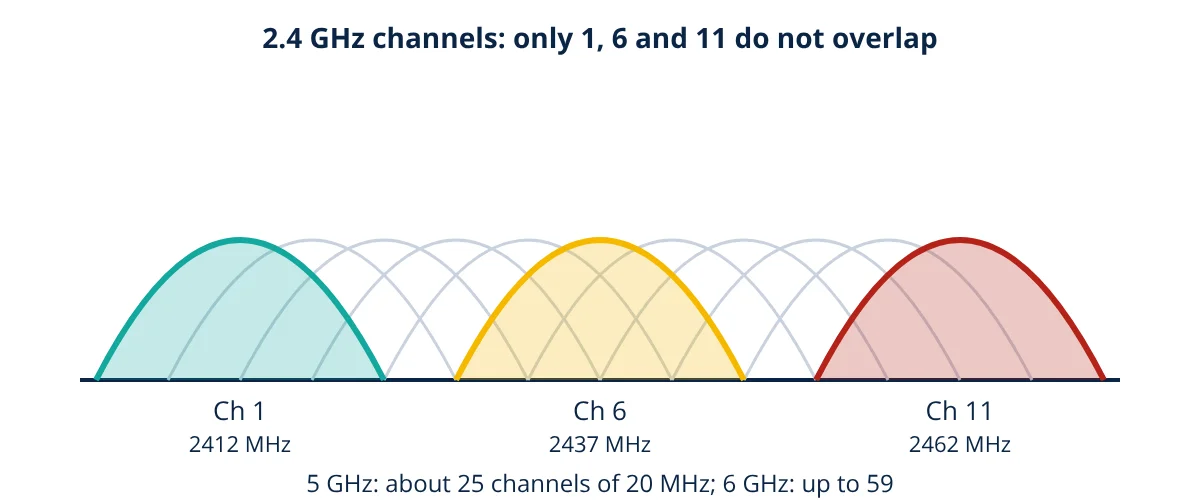 2.4 GHz channels: only 1, 6 and 11 do not overlap
Ch 1 Ch 6 Ch 11
2412 MHz 2437 MHz 2462 MHz
5 GHz: about 25 channels of 20 MHz; 6 GHz: up to 59